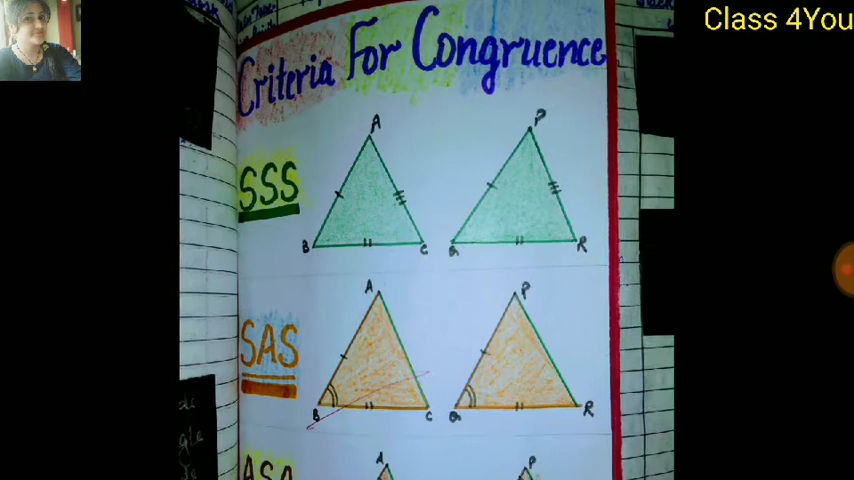 Class 4You
Criteria For Congruence
SSS
A
P
B
C
Q
R
SAS
A
P
B
C
Q
R
ASA
A
P